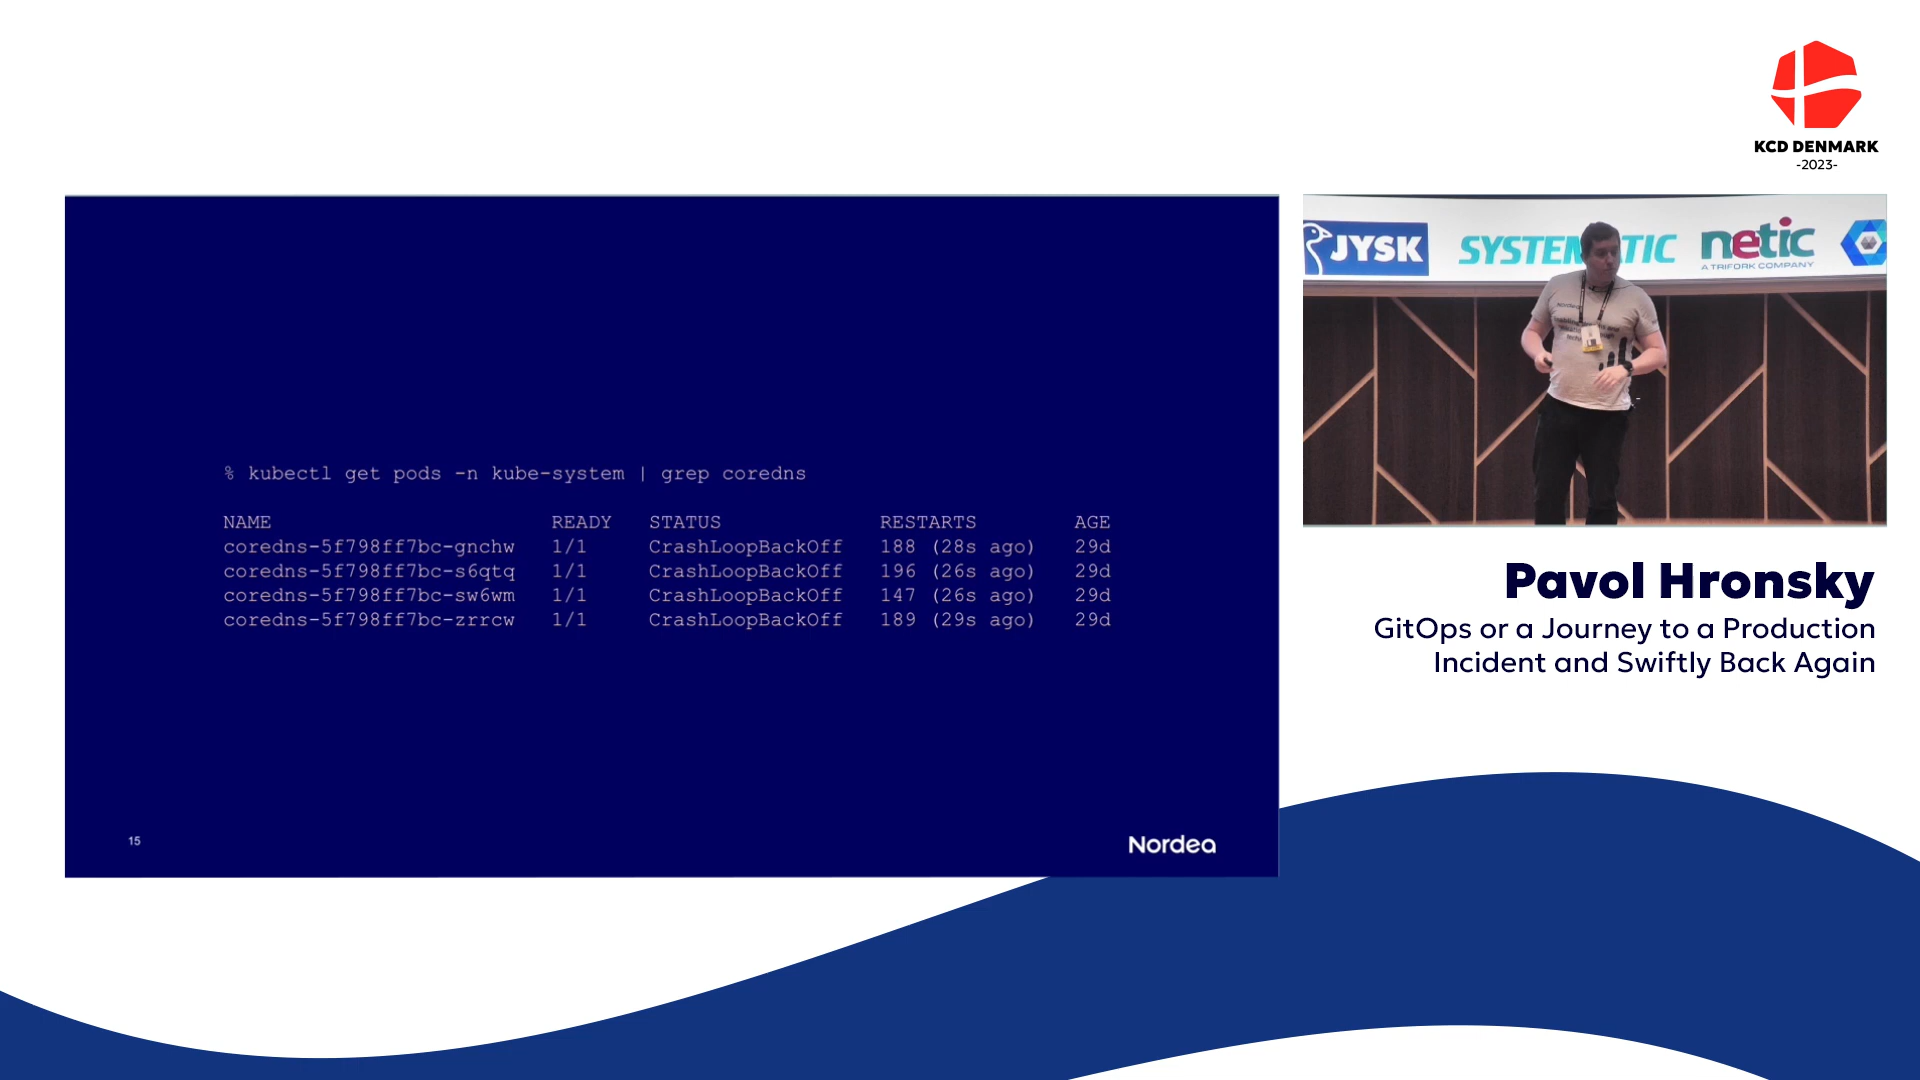 KCD DENMARK
-2023-
JYSK
SYSTEMATIC
netic
A TRIFORK COMPANY
% kubectl get pods -n kube-system | grep coredns
NAME READY STATUS RESTARTS AGE
coredns-5f798ff7bc-gnchw 1/1 CrashLoopBackOff 188 (28s ago) 29d
coredns-5f798ff7bc-s6qtq 1/1 CrashLoopBackOff 196 (26s ago) 29d
coredns-5f798ff7bc-sw6wm 1/1 CrashLoopBackOff 147 (26s ago) 29d
coredns-5f798ff7bc-zrrcw 1/1 CrashLoopBackOff 189 (29s ago) 29d
15
Nordea
Pavol Hronsky
GitOps or a Journey to a Production
Incident and Swiftly Back Again